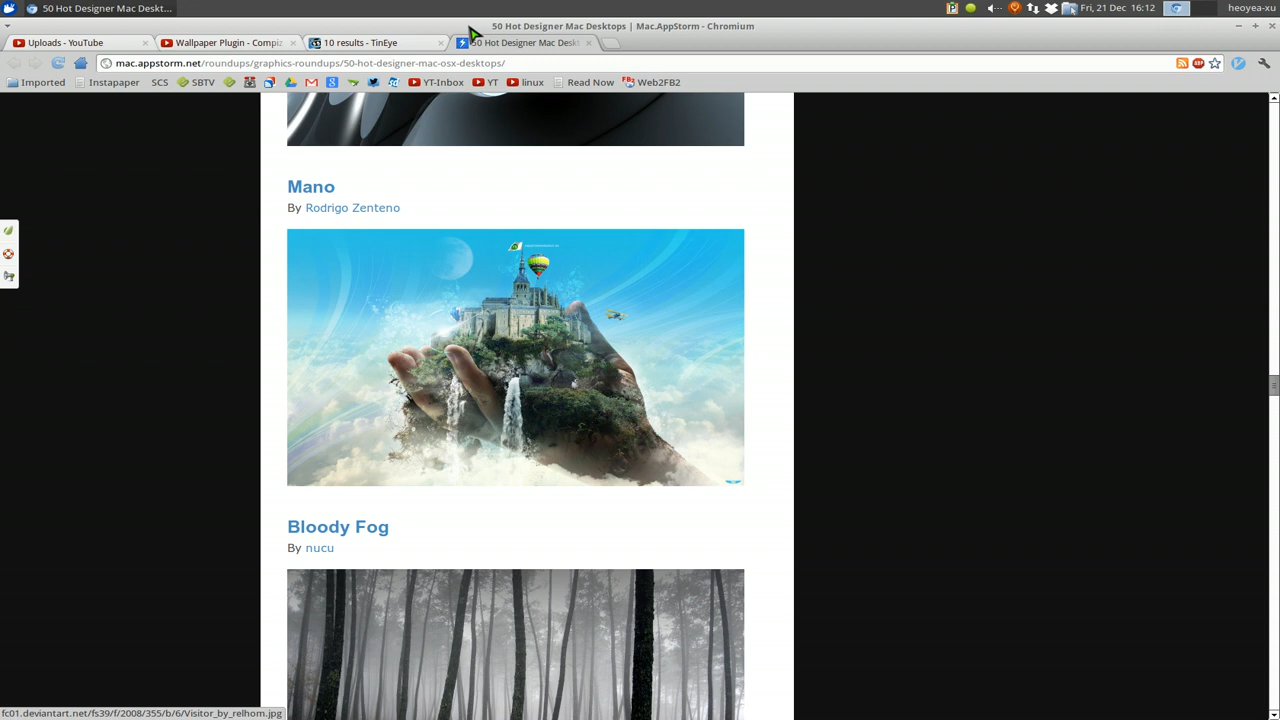 50 Hot Designer Mac Deskt...
Fri, 21 Dec, 16:12
heoyea-xu
50 Hot Designer Mac Desktops | Mac.AppStorm - Chromium
Uploads - YouTube
Wallpaper Plugin - Compiz
10 results - TinEye
50 Hot Designer Mac Deskt
mac.appstorm.net/roundups/graphics-roundups/50-hot-designer-mac-osx-desktops/
Imported
Instapaper
SCS
SBTV
YT-Inbox
YT
linux
Read Now
Web2FB2
Mano
By Rodrigo Zenteno
Bloody Fog
By nucu
fc01.deviantart.net/fs39/f/2008/355/b/6/Visitor_by_relhom.jpg